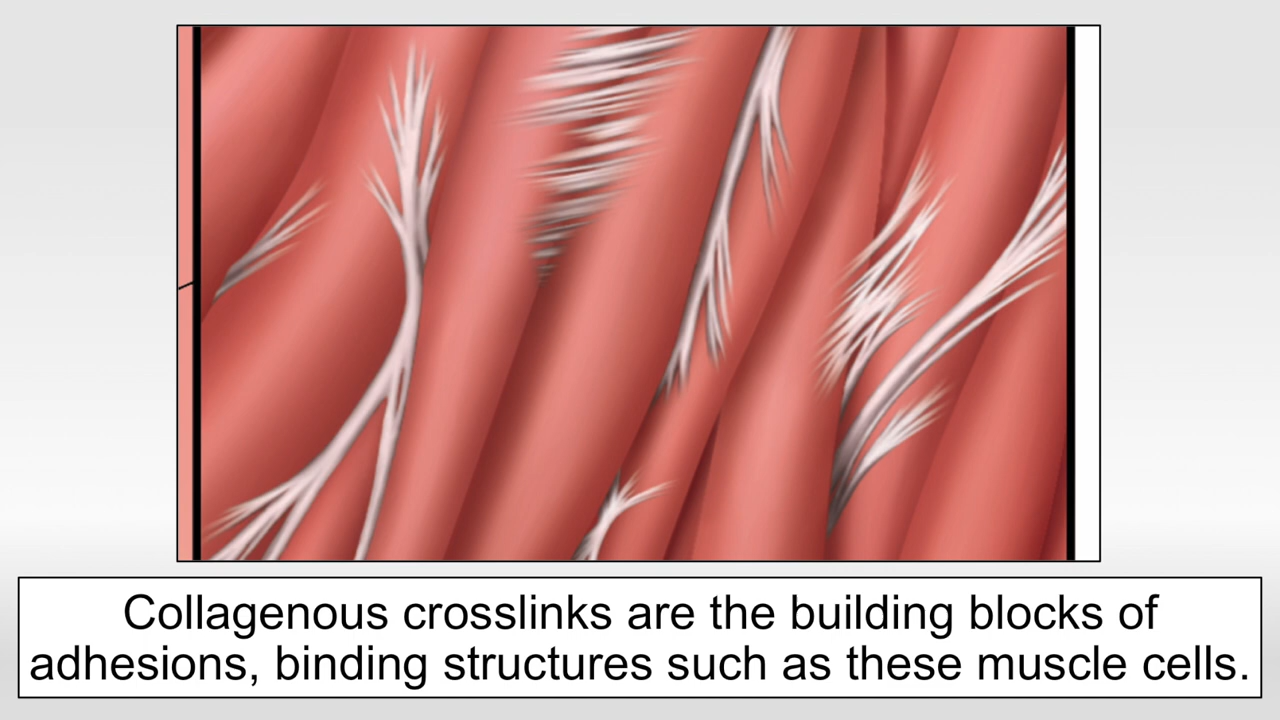 Collagenous crosslinks are the building blocks of
adhesions, binding structures such as these muscle cells.